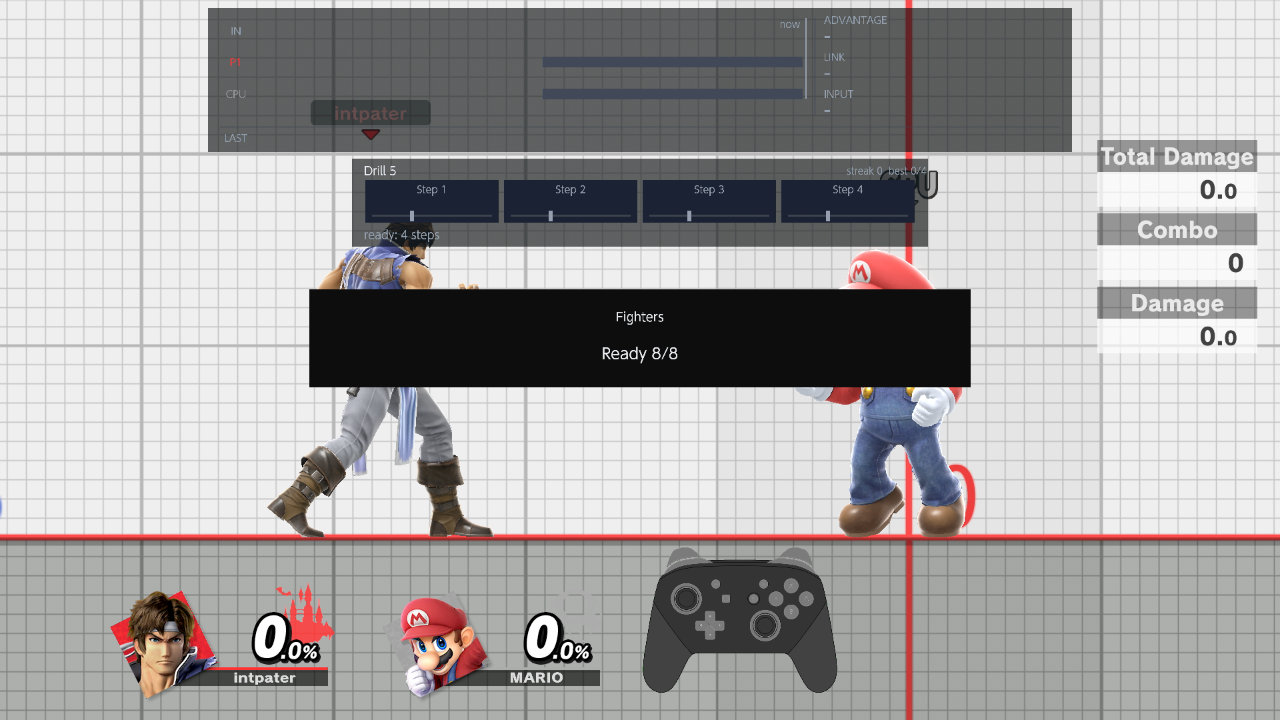 IN
now
ADVANTAGE
–
P1
LINK
–
CPU
INPUT
–
intpater
LAST
Total Damage
0.0
Drill 5
streak 0 best 0/4
Step 1
Step 2
Step 3
Step 4
ready: 4 steps
Combo
0
Damage
0.0
Fighters
Ready 8/8
M
0.0%
intpater
M
0.0%
MARIO